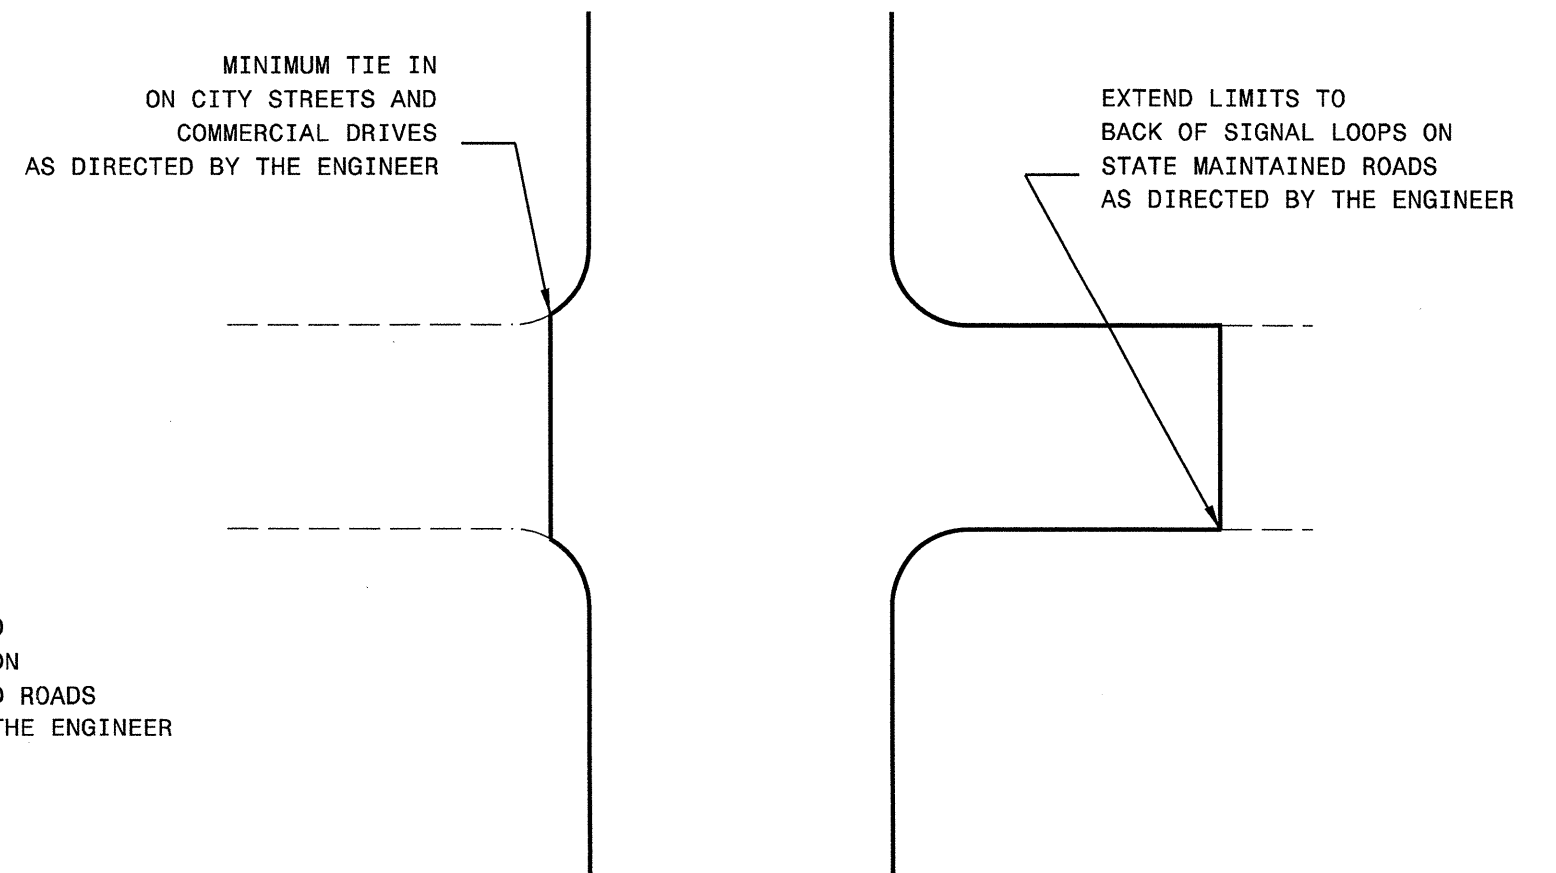 MINIMUM TIE IN
ON CITY STREETS AND
COMMERCIAL DRIVES
AS DIRECTED BY THE ENGINEER
EXTEND LIMITS TO
BACK OF SIGNAL LOOPS ON
STATE MAINTAINED ROADS
AS DIRECTED BY THE ENGINEER
ON
ROADS
THE ENGINEER